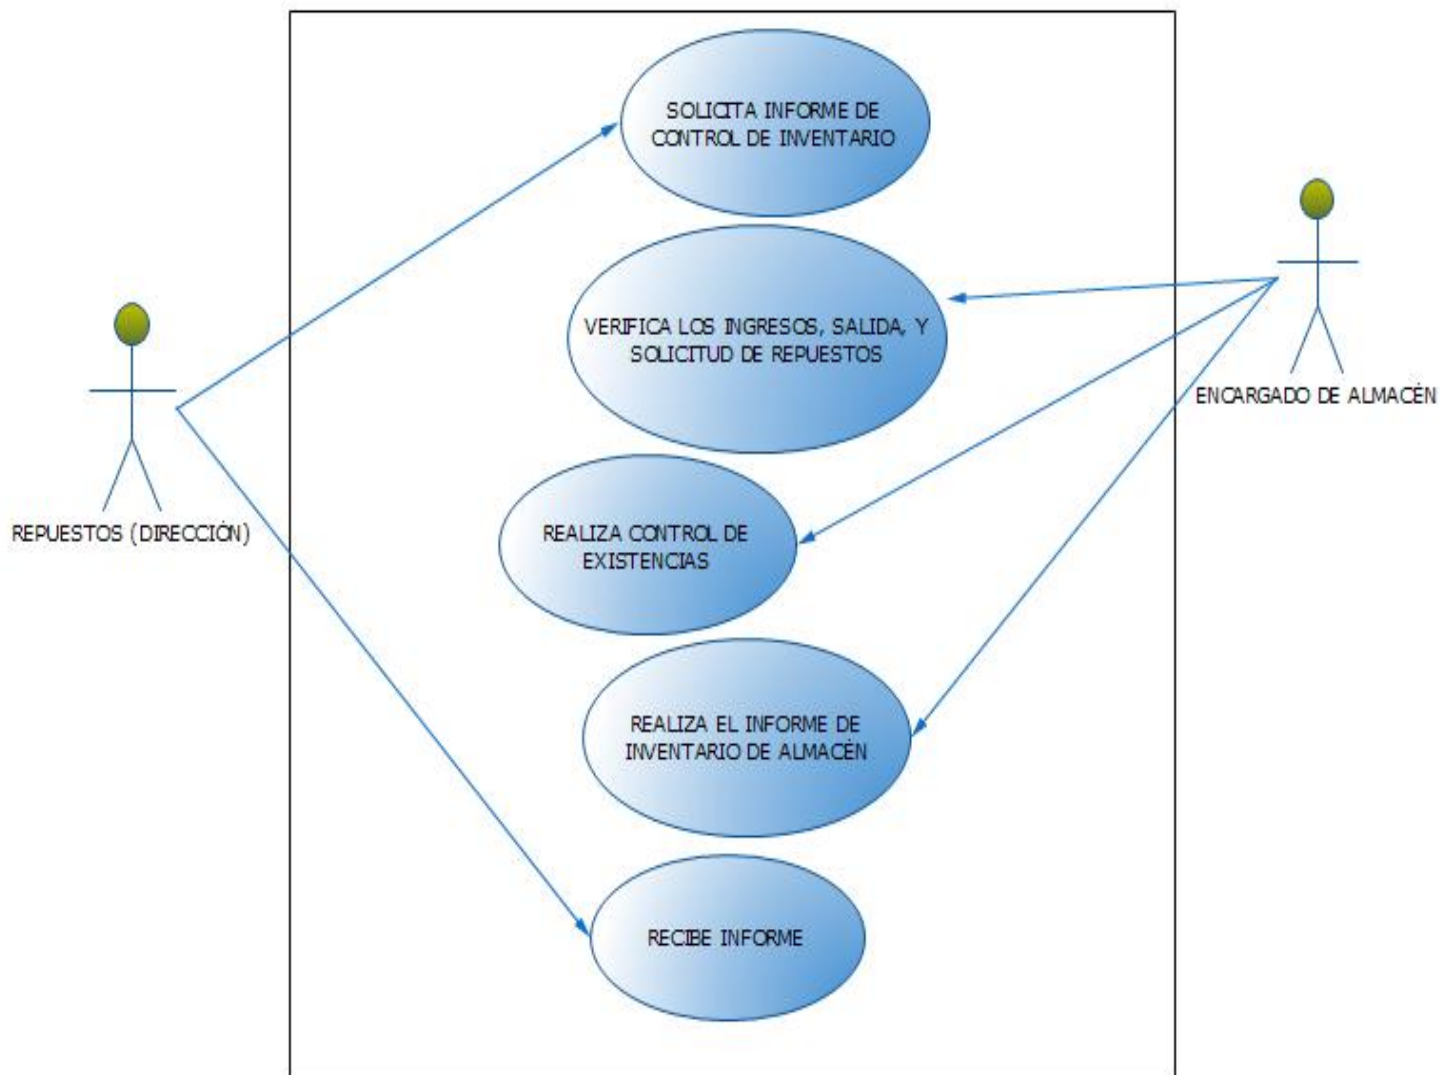 SOLICITA INFORME DE
CONTROL DE INVENTARIO
VERIFICA LOS INGRESOS, SALIDA, Y
SOLICITUD DE REPUESTOS
ENCARGADO DE ALMACÉN
REPUESTOS (DIRECCIÓN)
REALIZA CONTROL DE
EXISTENCIAS
REALIZA EL INFORME DE
INVENTARIO DE ALMACÉN
RECIBE INFORME